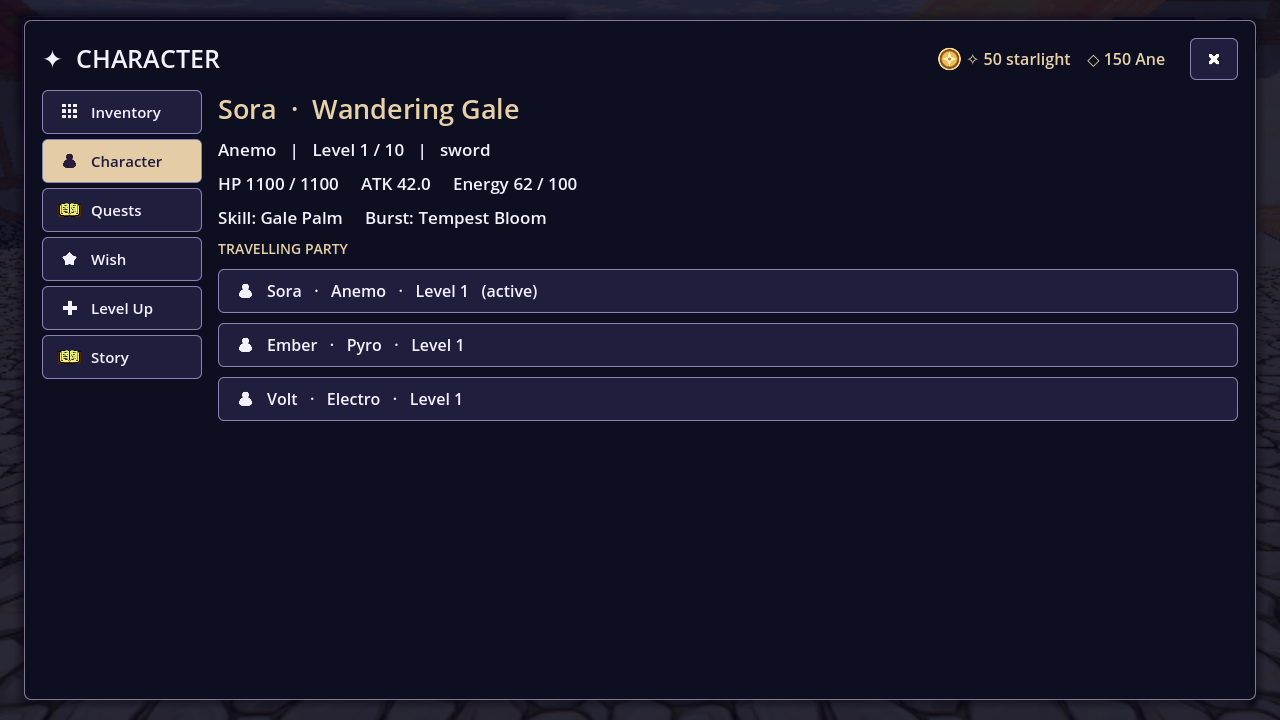 ✦ CHARACTER
✧ 50 starlight ◇ 150 Ane
Inventory
Character
Quests
Wish
Level Up
Story
Sora · Wandering Gale
Anemo | Level 1 / 10 | sword
HP 1100 / 1100 ATK 42.0 Energy 62 / 100
Skill: Gale Palm Burst: Tempest Bloom
TRAVELLING PARTY
Sora · Anemo · Level 1 (active)
Ember · Pyro · Level 1
Volt · Electro · Level 1